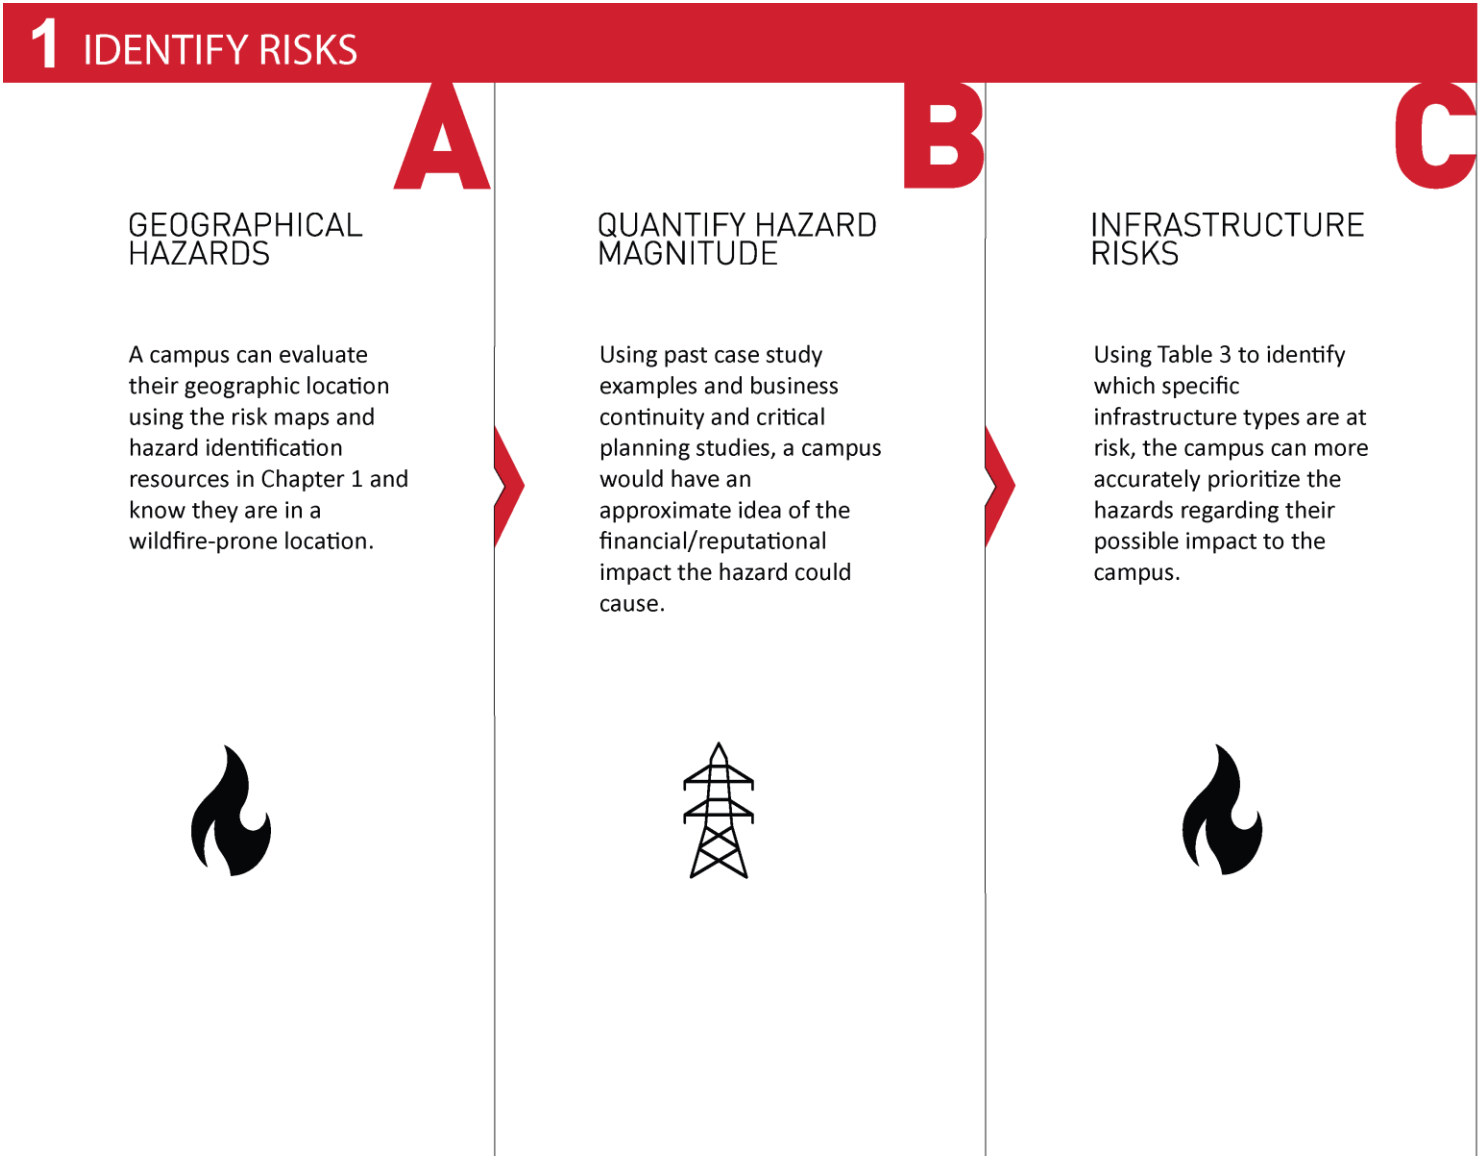 1 IDENTIFY RISKS
A
GEOGRAPHICAL
HAZARDS
A campus can evaluate
their geographic location
using the risk maps and
hazard identification
resources in Chapter 1 and
know they are in a
wildfire-prone location.
B
QUANTIFY HAZARD
MAGNITUDE
Using past case study
examples and business
continuity and critical
planning studies, a campus
would have an
approximate idea of the
financial/reputational
impact the hazard could
cause.
C
INFRASTRUCTURE
RISKS
Using Table 3 to identify
which specific
infrastructure types are at
risk, the campus can more
accurately prioritize the
hazards regarding their
possible impact to the
campus.